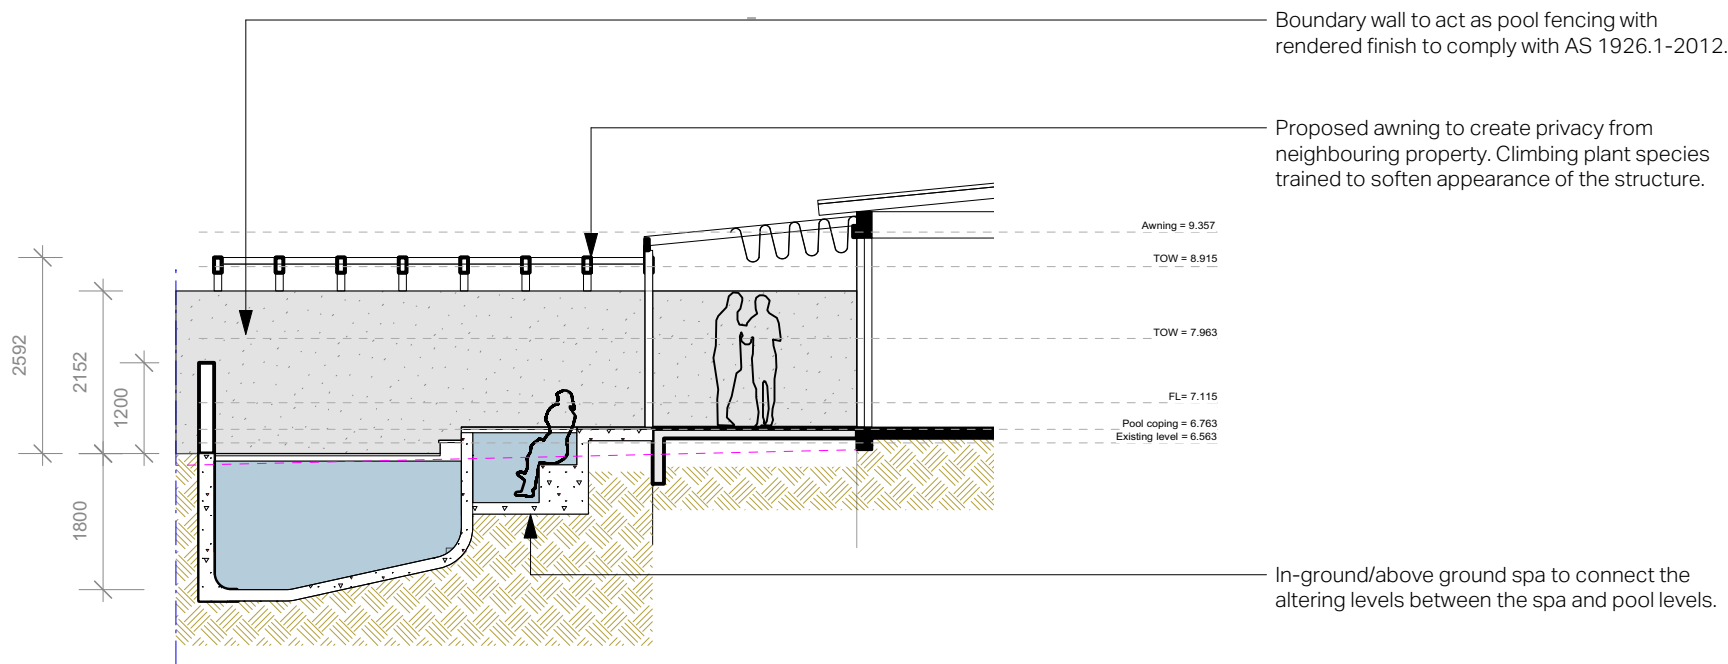 Boundary wall to act as pool fencing with
rendered finish to comply with AS 1926.1-2012.
Proposed awning to create privacy from
neighbouring property. Climbing plant species
trained to soften appearance of the structure.
Awning = 9.357
TOW = 8.915
TOW = 7.963
FL= 7.115
Pool coping = 6.763
Existing level = 6.563
2592
2152
1200
1800
In-ground/above ground spa to connect the
altering levels between the spa and pool levels.